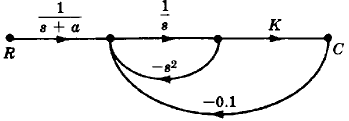 1/(s + a)
1/s
K
R
C
−s²
−0.1